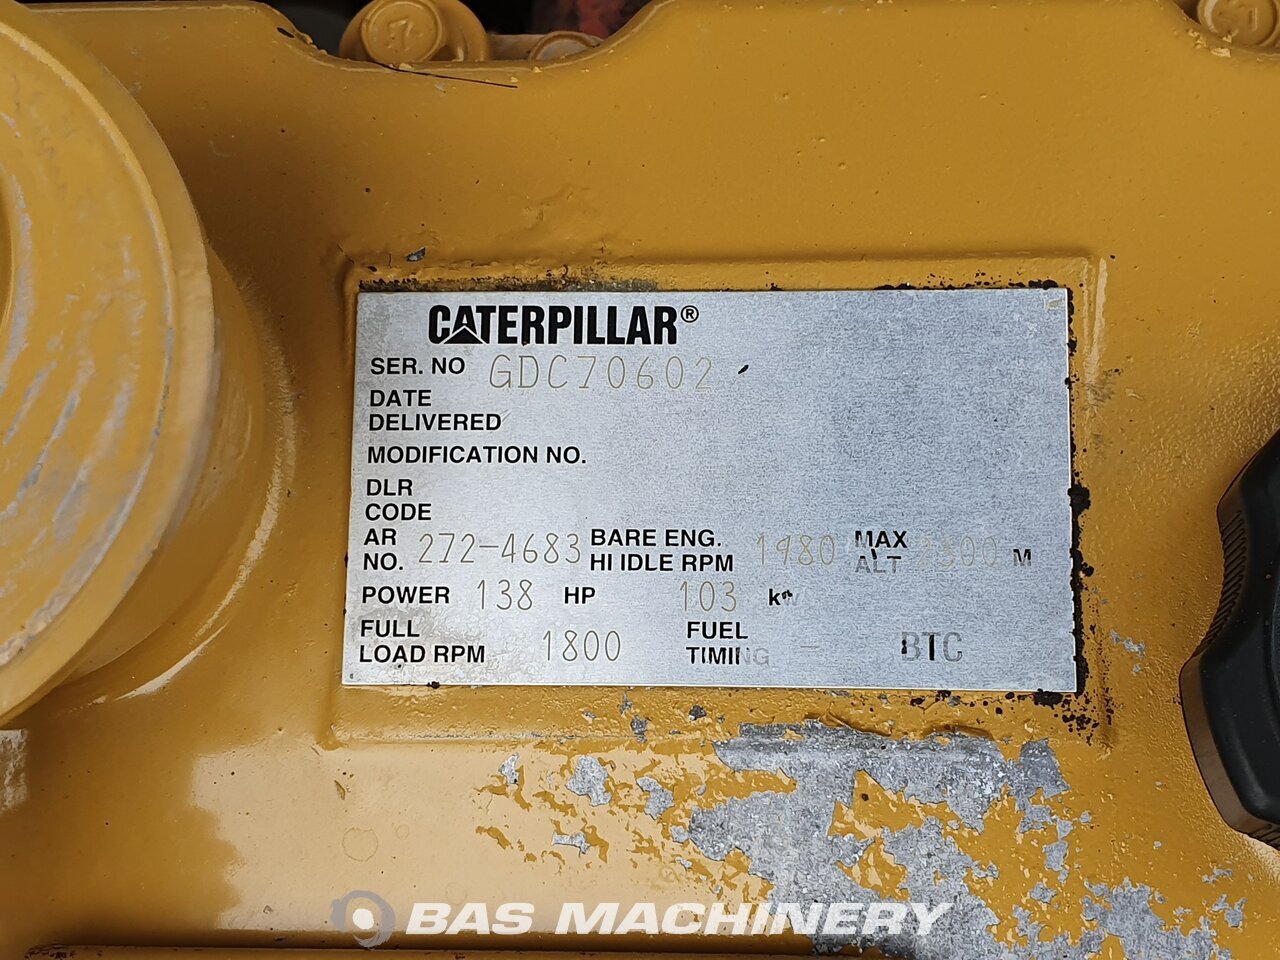 CATERPILLAR®
SER. NO GDC70602
DATE
DELIVERED
MODIFICATION NO.
DLR
CODE
AR
NO. 272-4683 BARE ENG.
HI IDLE RPM 1980 MAX
ALT M
POWER 138 HP 103 kW
FULL
LOAD RPM 1800 FUEL
TIMING - BTC
BAS MACHINERY